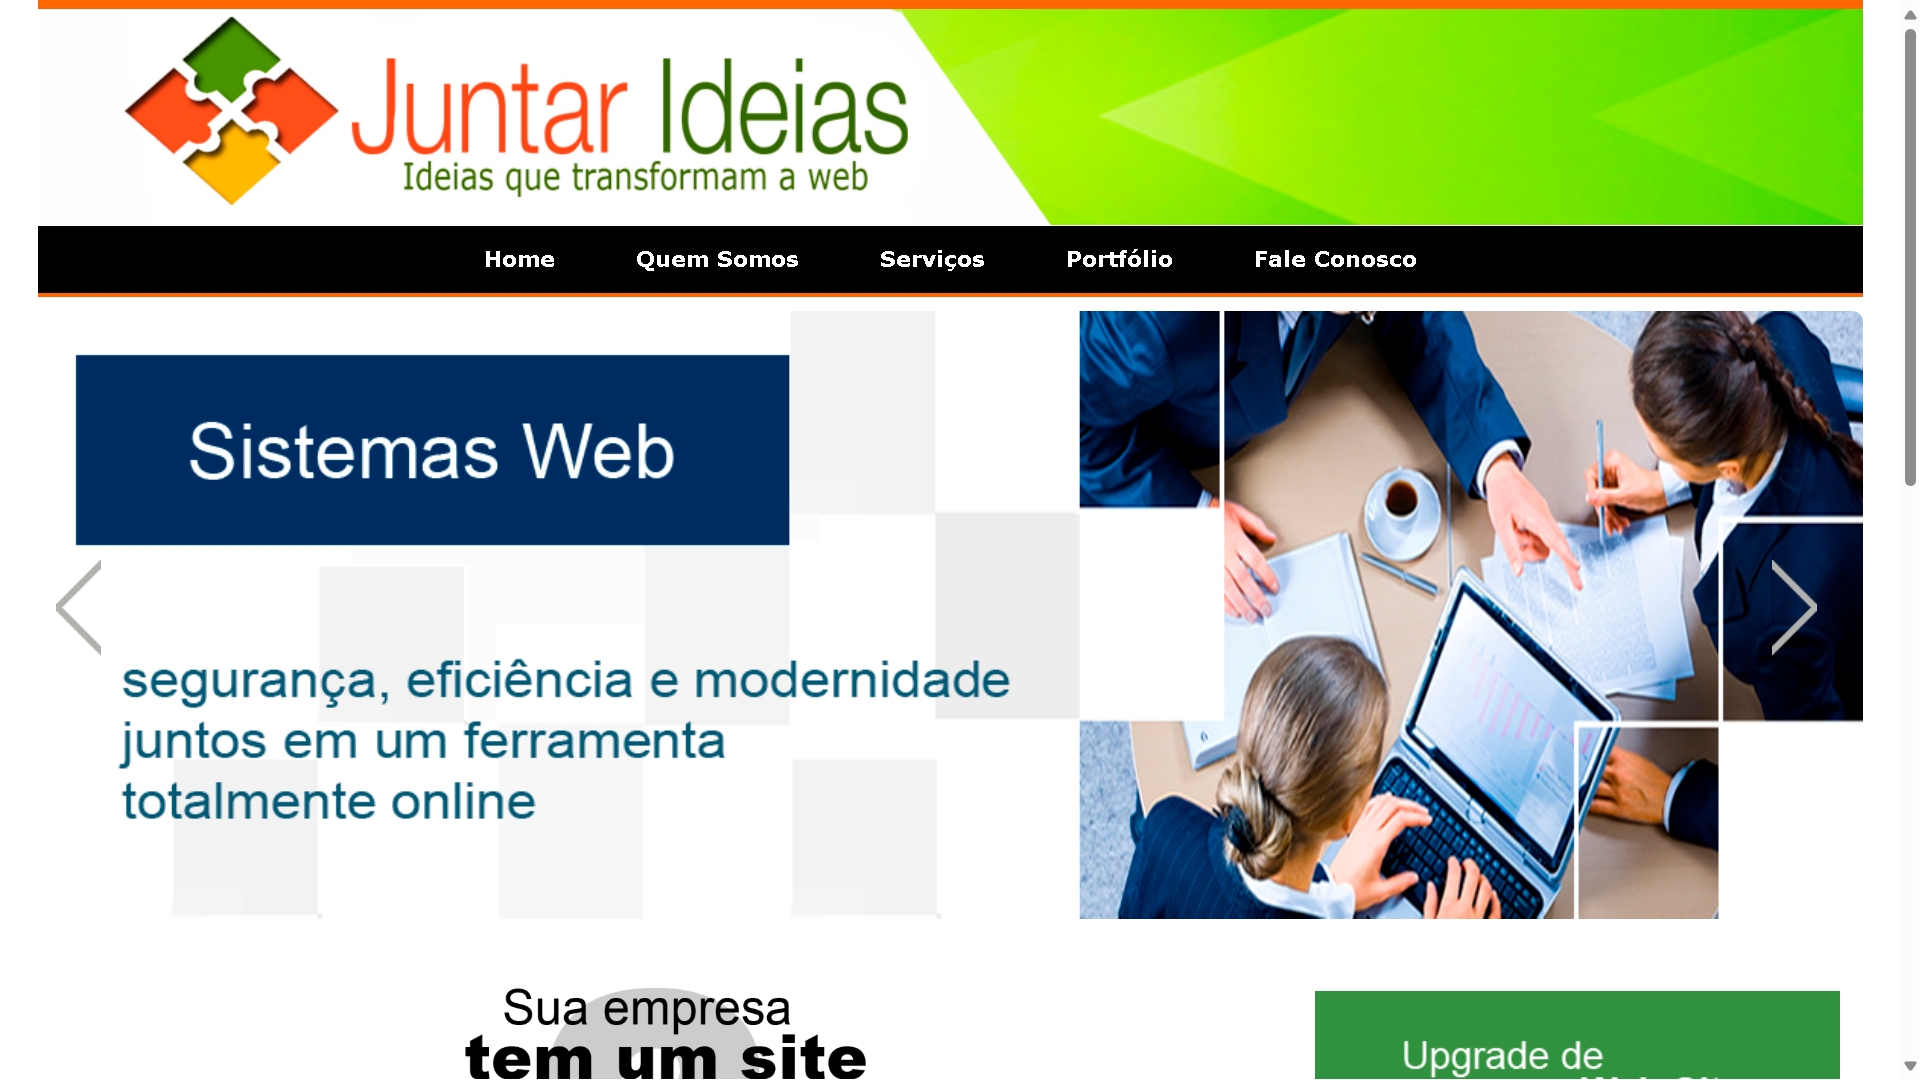 Juntar Ideias
Ideias que transformam a web
Home Quem Somos Serviços Portfólio Fale Conosco
Sistemas Web
segurança, eficiência e modernidade
juntos em um ferramenta
totalmente online
Sua empresa
tem um site
Upgrade de